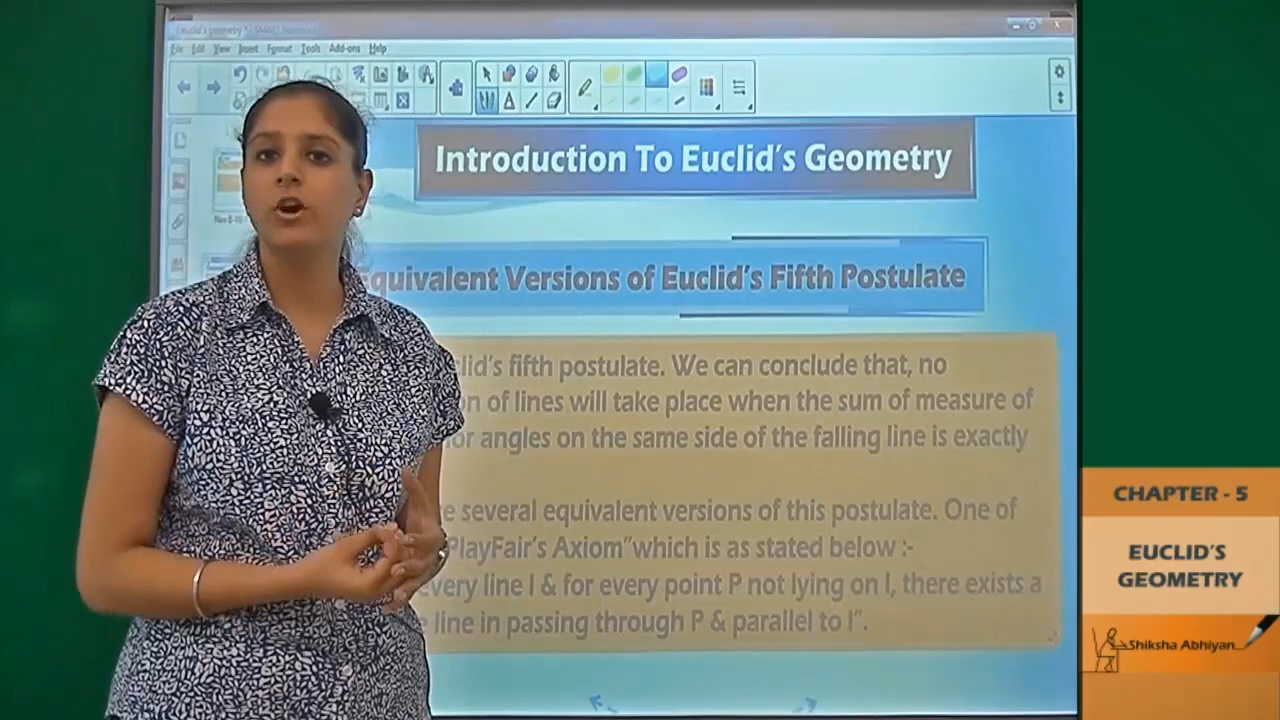 File Edit View Insert Format Tools Add-ons Help
Introduction To Euclid's Geometry
Equivalent Versions of Euclid's Fifth Postulate
fifth postulate. We can conclude that, no
of lines will take place when the sum of measure of
angles on the same side of the falling line is exactly
several equivalent versions of this postulate. One of
PlayFair's Axiom"which is as stated below :-
every line l & for every point P not lying on l, there exists a
line in passing through P & parallel to l".
CHAPTER - 5
EUCLID'S
GEOMETRY
Shiksha Abhiyan